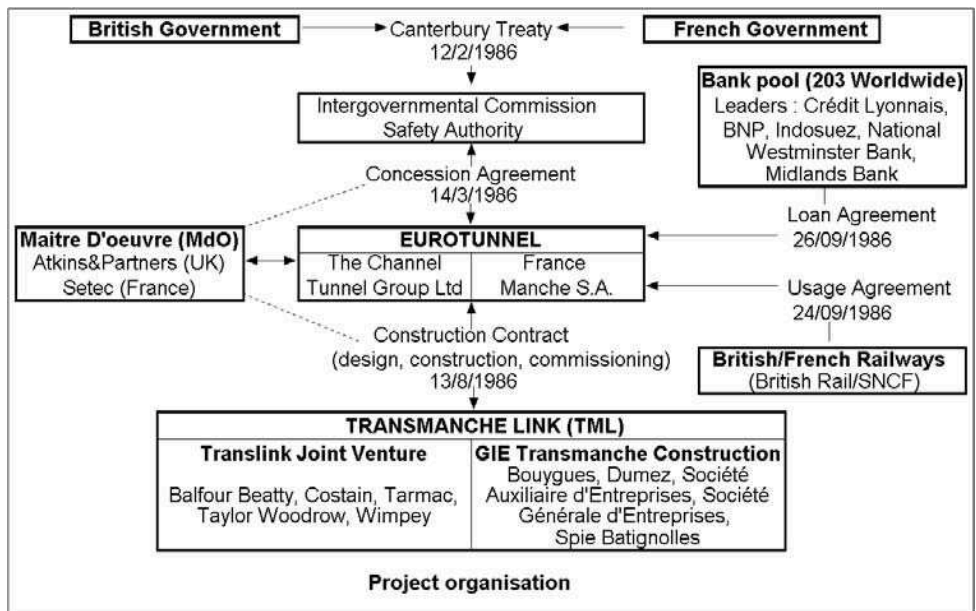 British Government
Canterbury Treaty
12/2/1986
French Government
Intergovernmental Commission
Safety Authority
Bank pool (203 Worldwide)
Leaders : Crédit Lyonnais,
BNP, Indosuez, National
Westminster Bank,
Midlands Bank
Concession Agreement
14/3/1986
Loan Agreement
26/09/1986
Maitre D'oeuvre (MdO)
Atkins&Partners (UK)
Setec (France)
EUROTUNNEL
The Channel
Tunnel Group Ltd
France
Manche S.A.
Usage Agreement
24/09/1986
British/French Railways
(British Rail/SNCF)
Construction Contract
(design, construction, commissioning)
13/8/1986
TRANSMANCHE LINK (TML)
Translink Joint Venture
Balfour Beatty, Costain, Tarmac,
Taylor Woodrow, Wimpey
GIE Transmanche Construction
Bouygues, Dumez, Société
Auxiliaire d'Entreprises, Société
Générale d'Entreprises,
Spie Batignolles
Project organisation